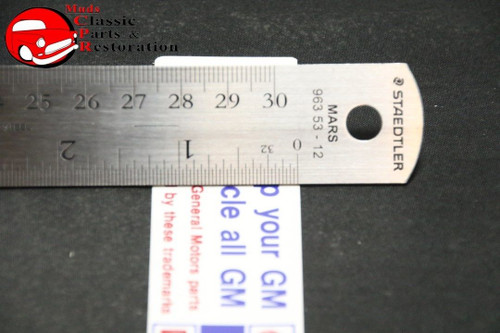 Mads
Classic
Parts &
Restoration
25 26 27 28 29 30
2 1 32 0
MARS
963 53 - 12
® STAEDTLER
p your GM
cle all GM
General Motors parts
by these trademarks